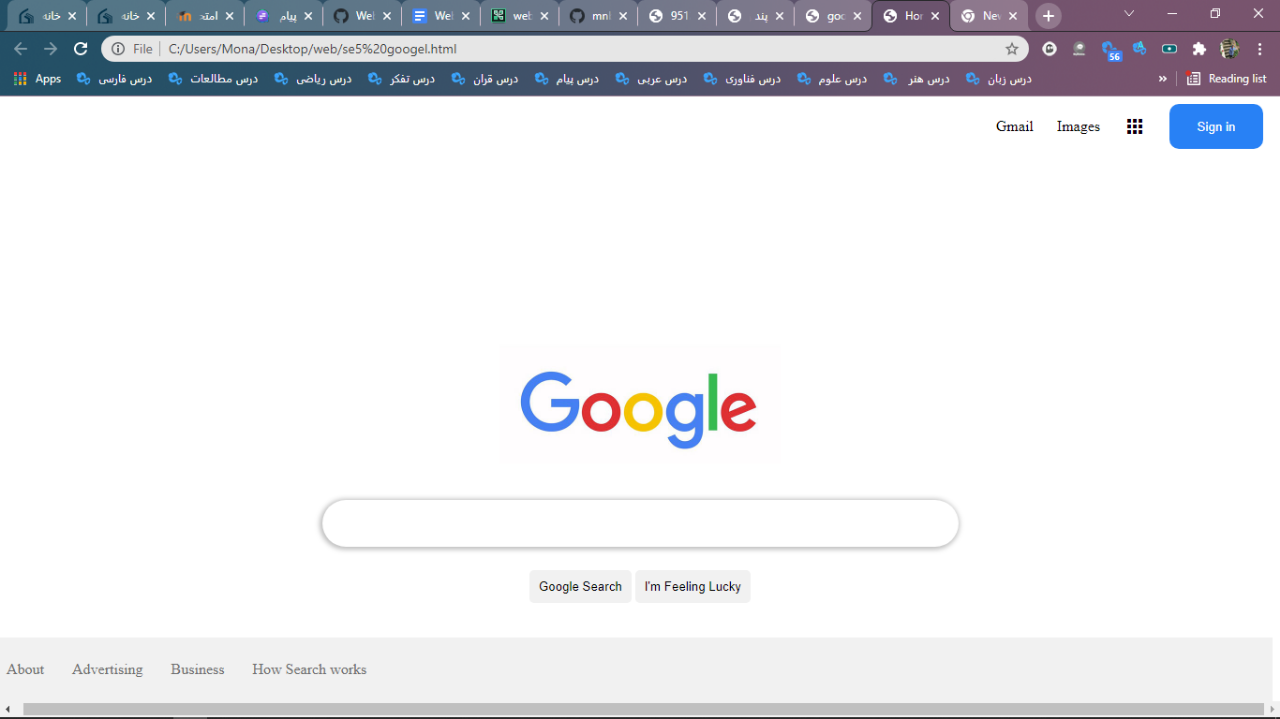 خانه خانه امتح پیام Wel Wel web mnl 951 پند goo Hor Nev
File C:/Users/Mona/Desktop/web/se5%20googel.html
Apps درس فارسی درس مطالعات درس ریاضی درس تفکر درس قران درس پیام درس عربی درس فناوری درس علوم درس هنر درس زبان » Reading list
56
Gmail Images Sign in
Google
Google Search I'm Feeling Lucky
About Advertising Business How Search works